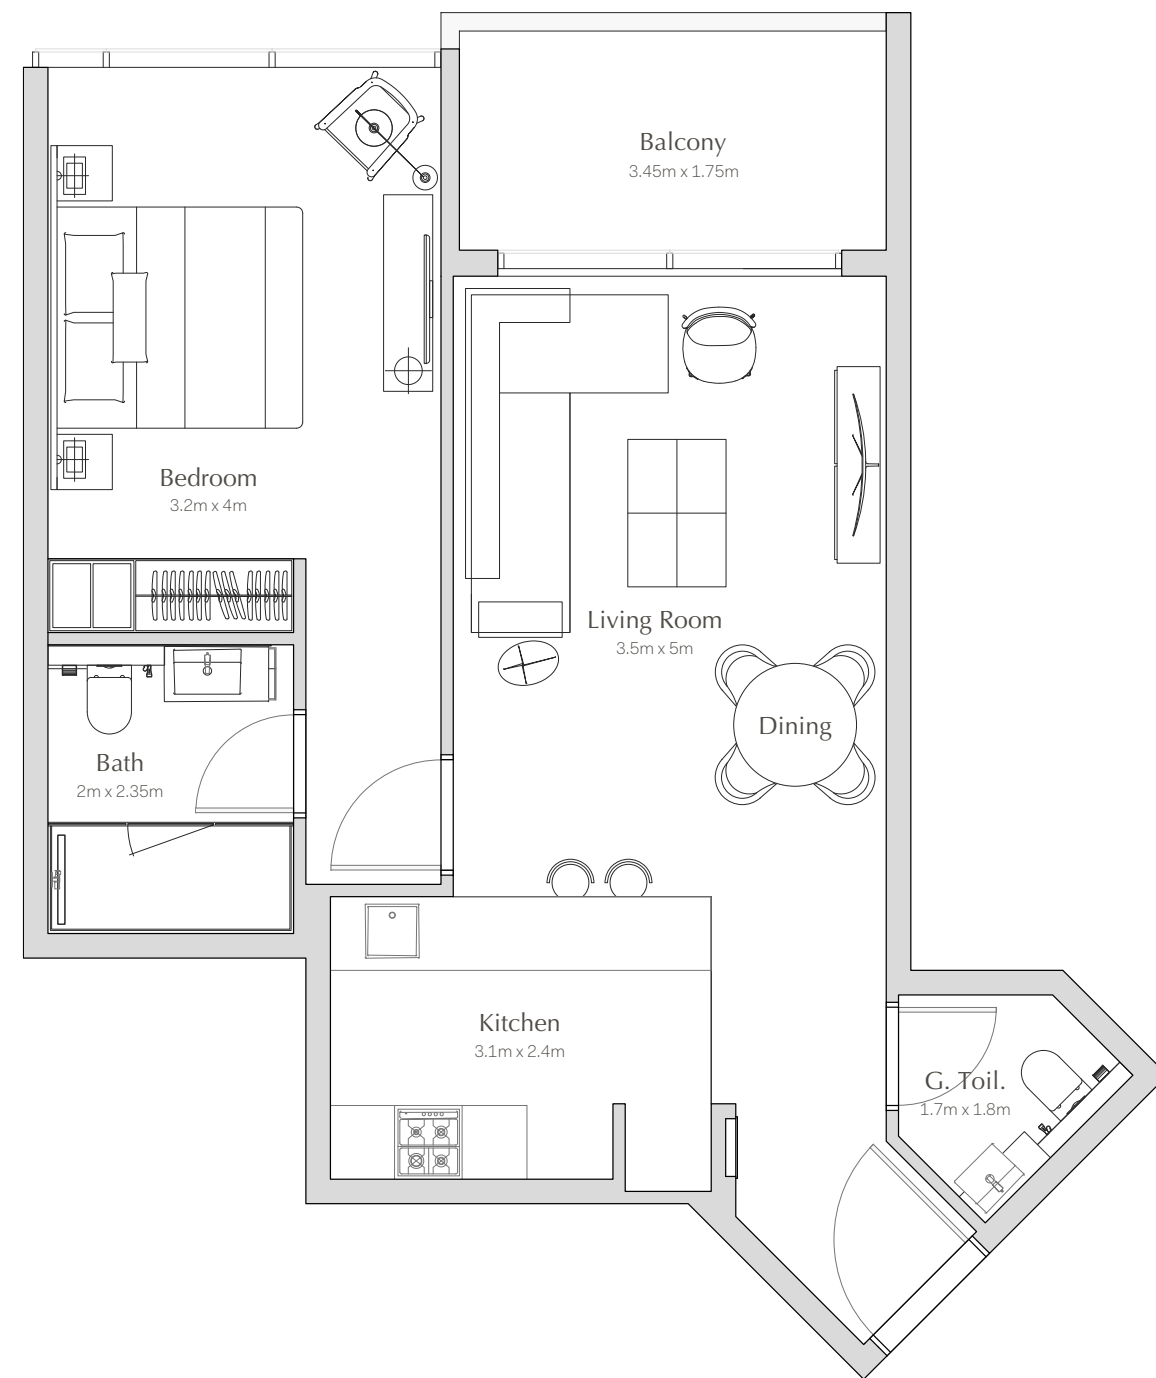 Balcony
3.45m x 1.75m
Bedroom
3.2m x 4m
Living Room
3.5m x 5m
Dining
Bath
2m x 2.35m
Kitchen
3.1m x 2.4m
G. Toil.
1.7m x 1.8m